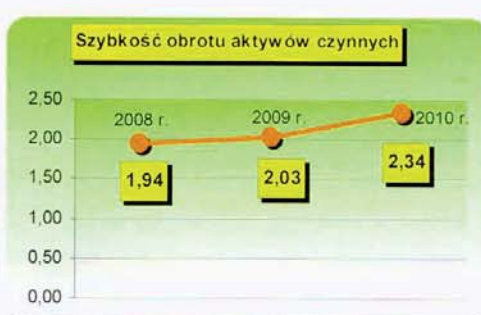 Szybkość obrotu aktywów czynnych
2,50
2,00
1,50
1,00
0,50
0,00
2008 r.
2009 r.
2010 r.
1,94
2,03
2,34